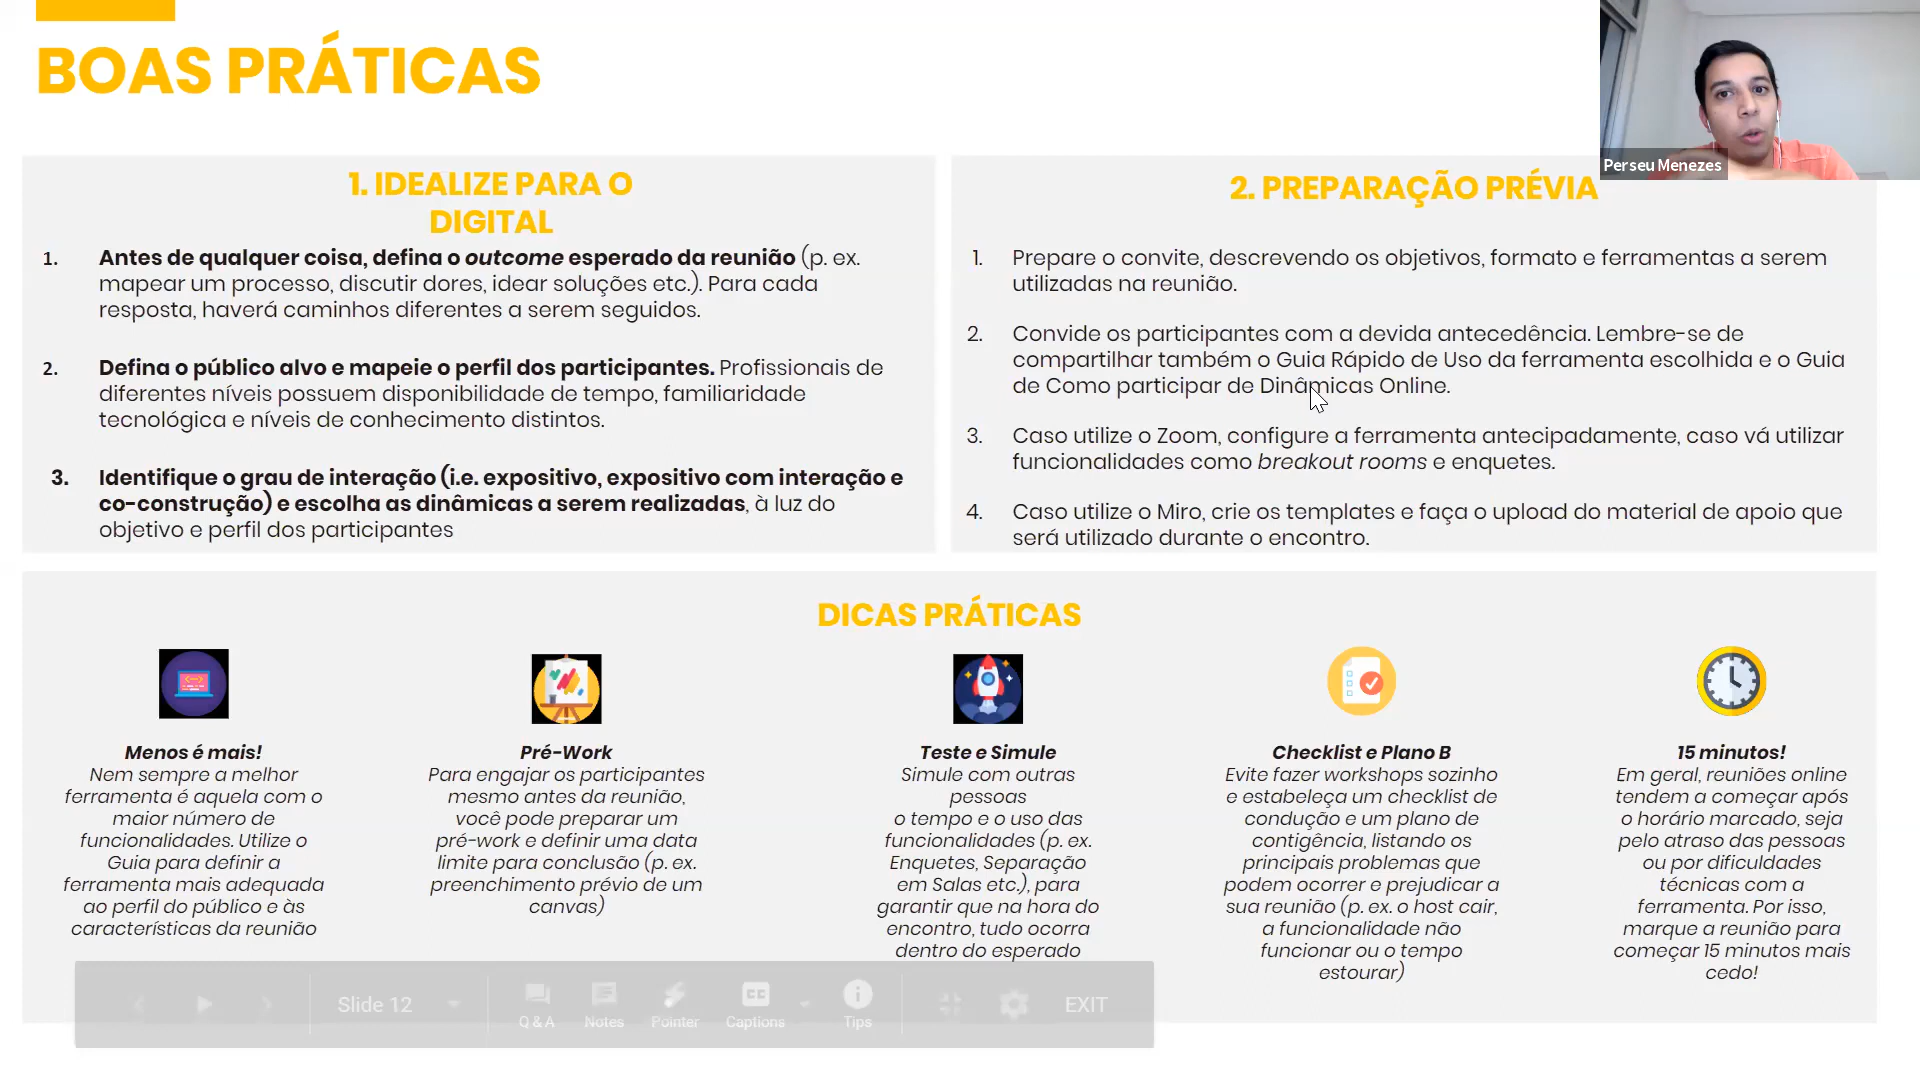 BOAS PRÁTICAS
Perseu Menezes
1. IDEALIZE PARA O
DIGITAL
1. Antes de qualquer coisa, defina o outcome esperado da reunião (p. ex.
mapear um processo, discutir dores, idear soluções etc.). Para cada
resposta, haverá caminhos diferentes a serem seguidos.
2. Defina o público alvo e mapeie o perfil dos participantes. Profissionais de
diferentes níveis possuem disponibilidade de tempo, familiaridade
tecnológica e níveis de conhecimento distintos.
3. Identifique o grau de interação (i.e. expositivo, expositivo com interação e
co-construção) e escolha as dinâmicas a serem realizadas, à luz do
objetivo e perfil dos participantes
2. PREPARAÇÃO PRÉVIA
1. Prepare o convite, descrevendo os objetivos, formato e ferramentas a serem
utilizadas na reunião.
2. Convide os participantes com a devida antecedência. Lembre-se de
compartilhar também o Guia Rápido de Uso da ferramenta escolhida e o Guia
de Como participar de Dinâmicas Online.
3. Caso utilize o Zoom, configure a ferramenta antecipadamente, caso vá utilizar
funcionalidades como breakout rooms e enquetes.
4. Caso utilize o Miro, crie os templates e faça o upload do material de apoio que
será utilizado durante o encontro.
DICAS PRÁTICAS
Menos é mais!
Nem sempre a melhor
ferramenta é aquela com o
maior número de
funcionalidades. Utilize o
Guia para definir a
ferramenta mais adequada
ao perfil do público e às
características da reunião
Pré-Work
Para engajar os participantes
mesmo antes da reunião,
você pode preparar um
pré-work e definir uma data
limite para conclusão (p. ex.
preenchimento prévio de um
canvas)
Teste e Simule
Simule com outras
pessoas
o tempo e o uso das
funcionalidades (p. ex.
Enquetes, Separação
em Salas etc.), para
garantir que na hora do
encontro, tudo ocorra
dentro do esperado
Checklist e Plano B
Evite fazer workshops sozinho
e estabeleça um checklist de
condução e um plano de
contigência, listando os
principais problemas que
podem ocorrer e prejudicar a
sua reunião (p. ex. o host cair,
a funcionalidade não
funcionar ou o tempo
estourar)
15 minutos!
Em geral, reuniões online
tendem a começar após
o horário marcado, seja
pelo atraso das pessoas
ou por dificuldades
técnicas com a
ferramenta. Por isso,
marque a reunião para
começar 15 minutos mais
cedo!
Slide 12
Q & A
Notes
Pointer
CC
Captions
Tips
EXIT